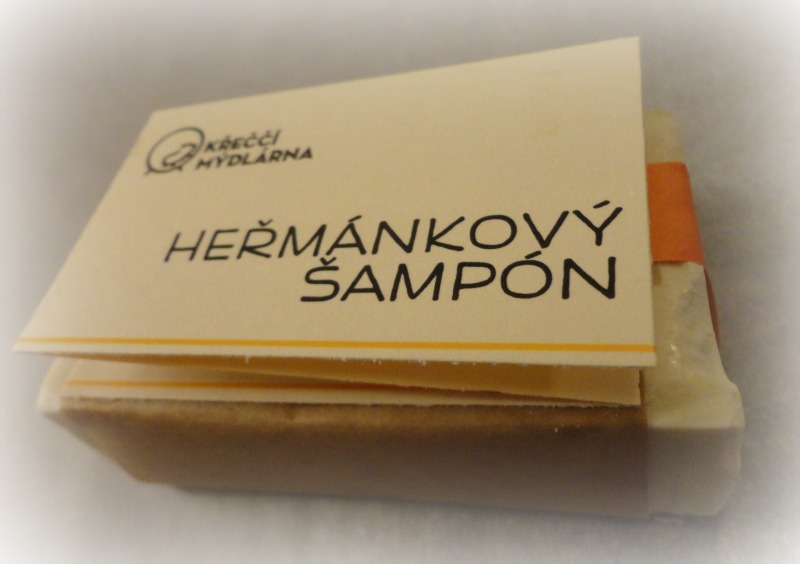 KŘEČČÍ
MÝDLÁRNA
HEŘMÁNKOVÝ
ŠAMPÓN